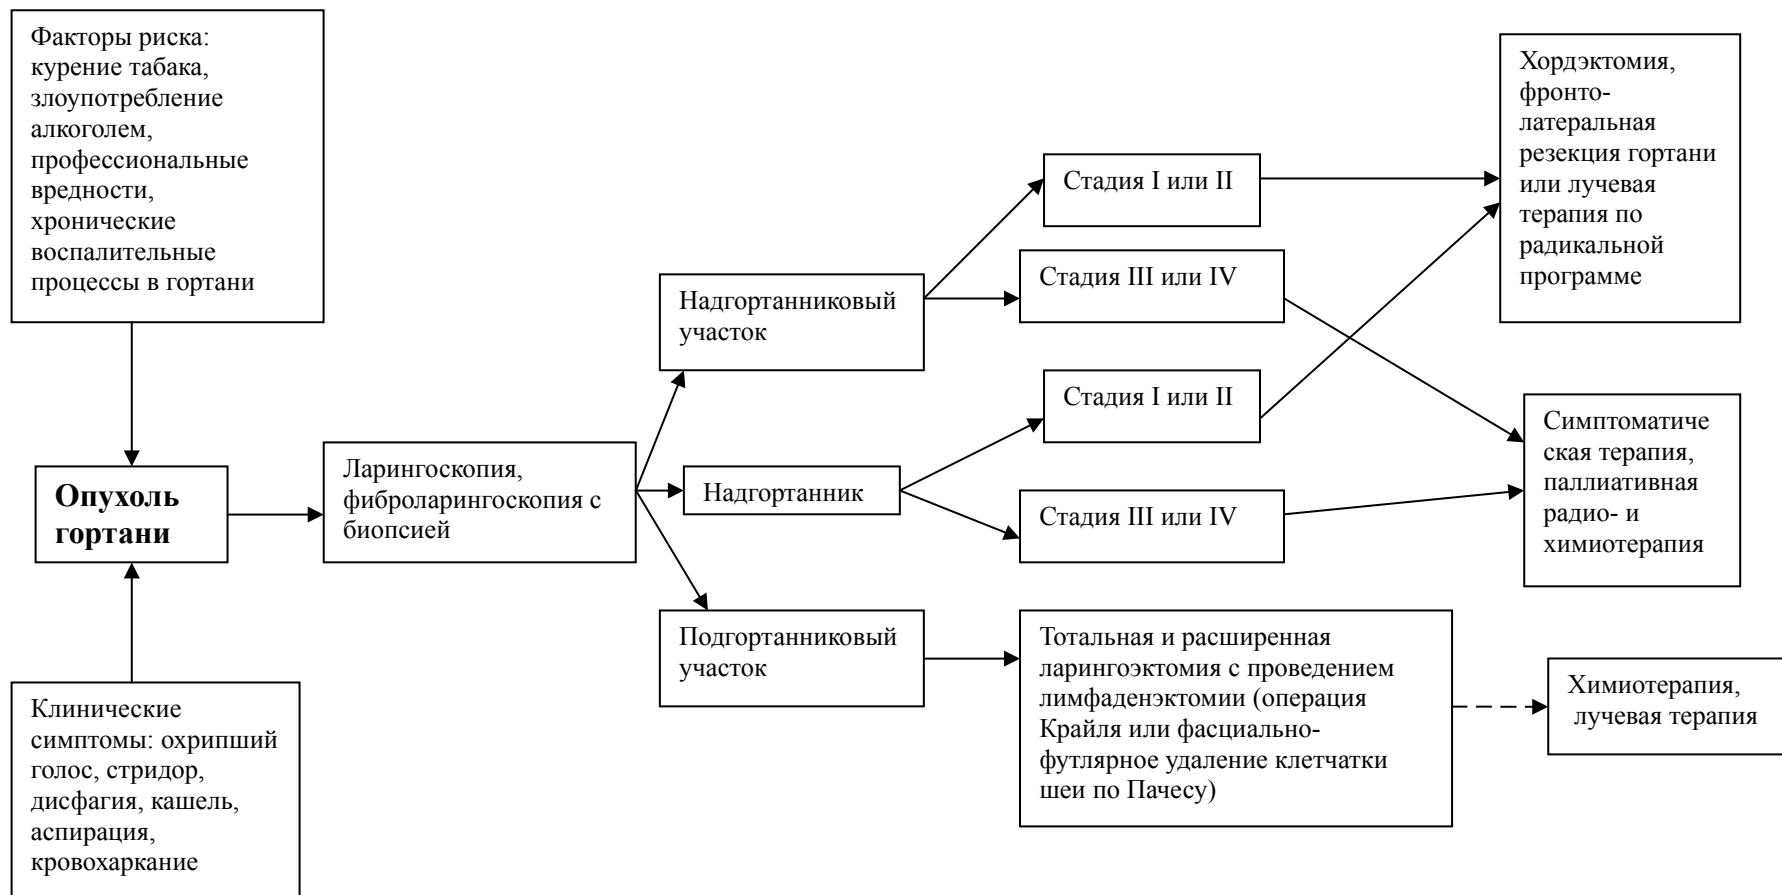 Факторы риска:
курение табака,
злоупотребление
алкоголем,
профессиональные
вредности,
хронические
воспалительные
процессы в гортани
Опухоль
гортани
Клинические
симптомы: охрипший
голос, стридор,
дисфагия, кашель,
аспирация,
кровохаркание
Ларингоскопия,
фиброларингоскопия с
биопсией
Надгортанниковый
участок
Надгортанник
Подгортанниковый
участок
Стадия I или II
Стадия III или IV
Стадия I или II
Стадия III или IV
Тотальная и расширенная
ларингоэктомия с проведением
лимфаденэктомии (операция
Крайля или фасциально-
футлярное удаление клетчатки
шеи по Пачесу)
Хордэктомия,
фронто-
латеральная
резекция гортани
или лучевая
терапия по
радикальной
программе
Симптоматиче
ская терапия,
паллиативная
радио- и
химиотерапия
Химиотерапия,
лучевая терапия